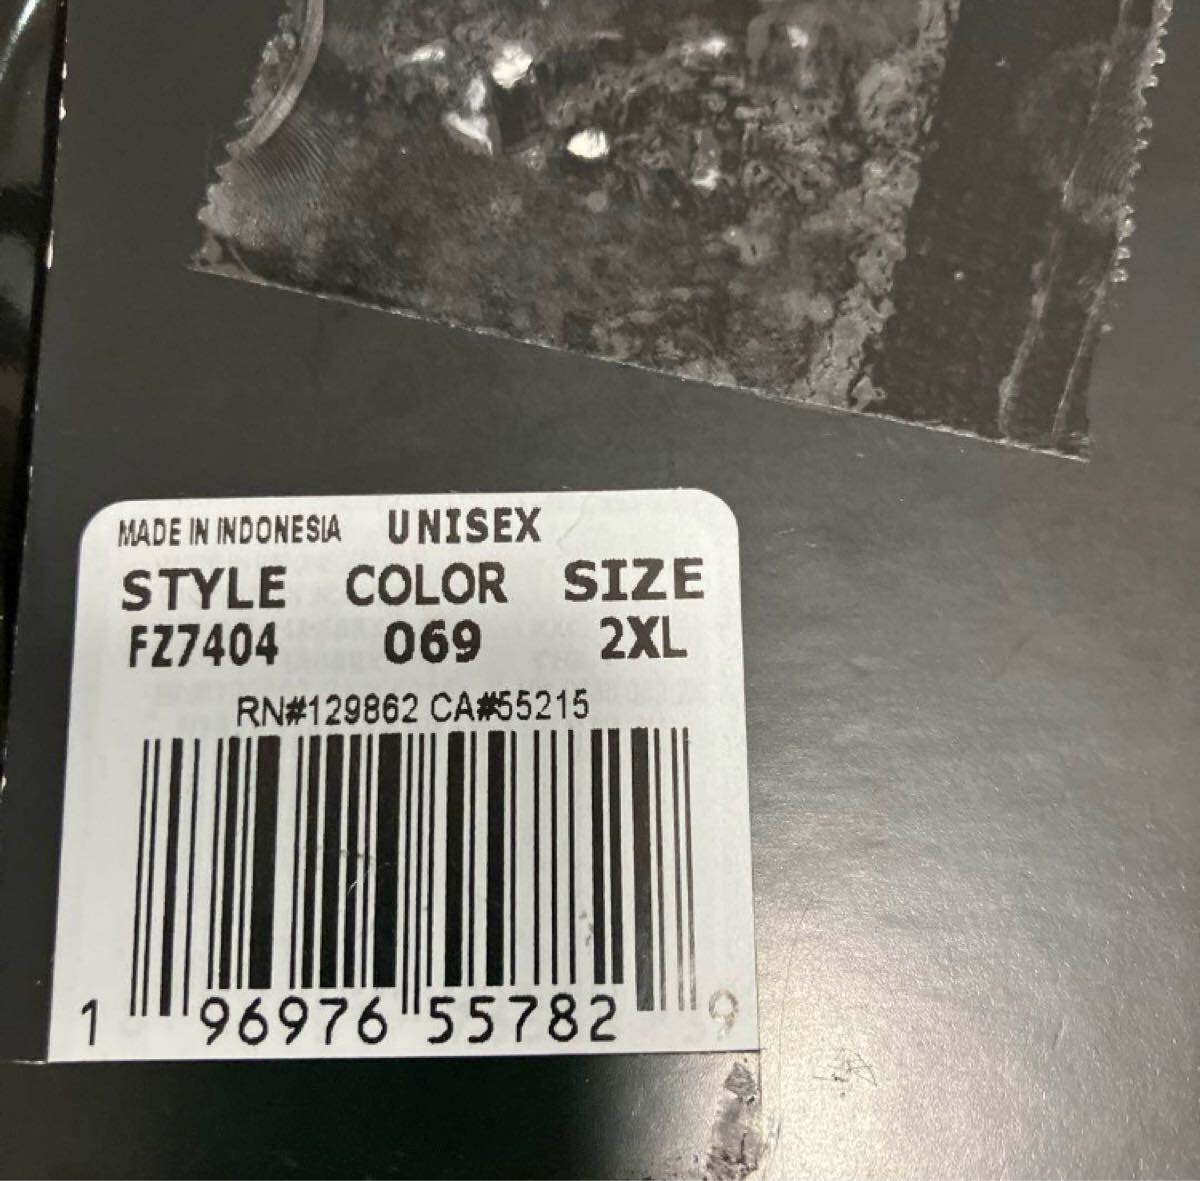 MADE IN INDONESIA UNISEX
STYLE COLOR SIZE
FZ7404 069 2XL
RN#129862 CA#55215
1 96976 55782 9